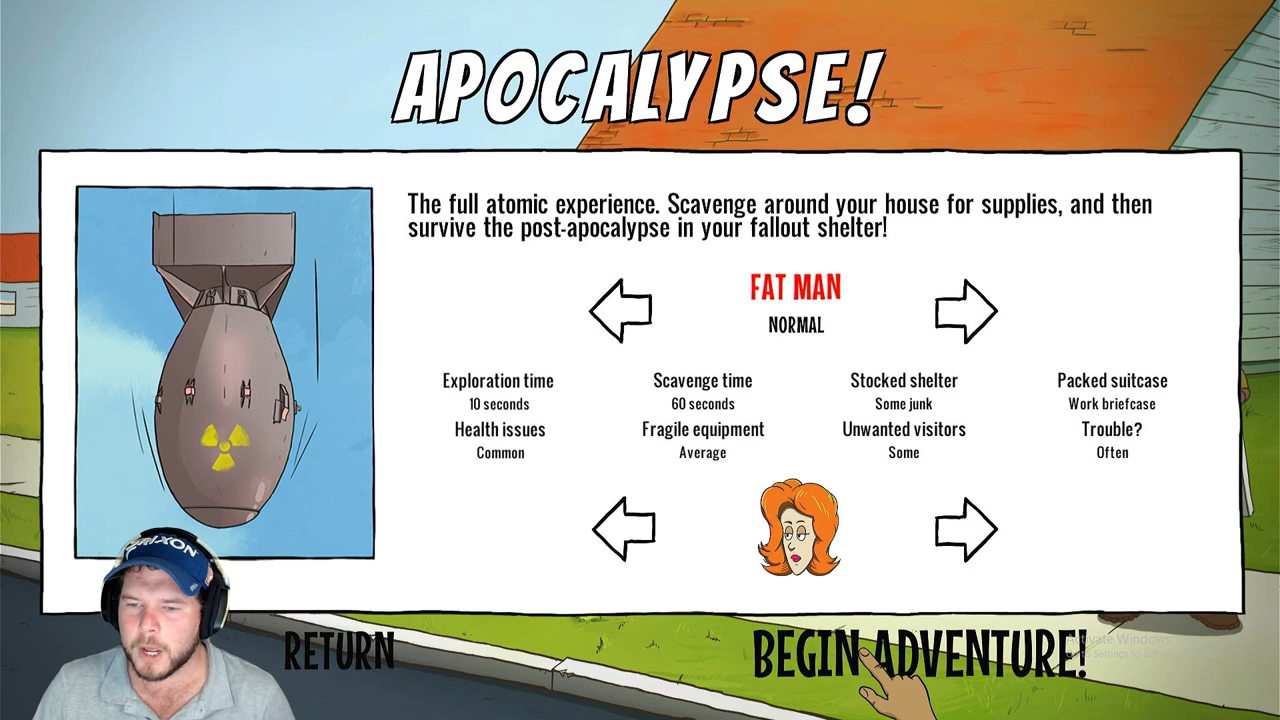 APOCALYPSE!
The full atomic experience. Scavenge around your house for supplies, and then
survive the post-apocalypse in your fallout shelter!
FAT MAN
NORMAL
Exploration time
10 seconds
Scavenge time
60 seconds
Stocked shelter
Some junk
Packed suitcase
Work briefcase
Health issues
Common
Fragile equipment
Average
Unwanted visitors
Some
Trouble?
Often
RETURN
BEGIN ADVENTURE!
Activate Windows